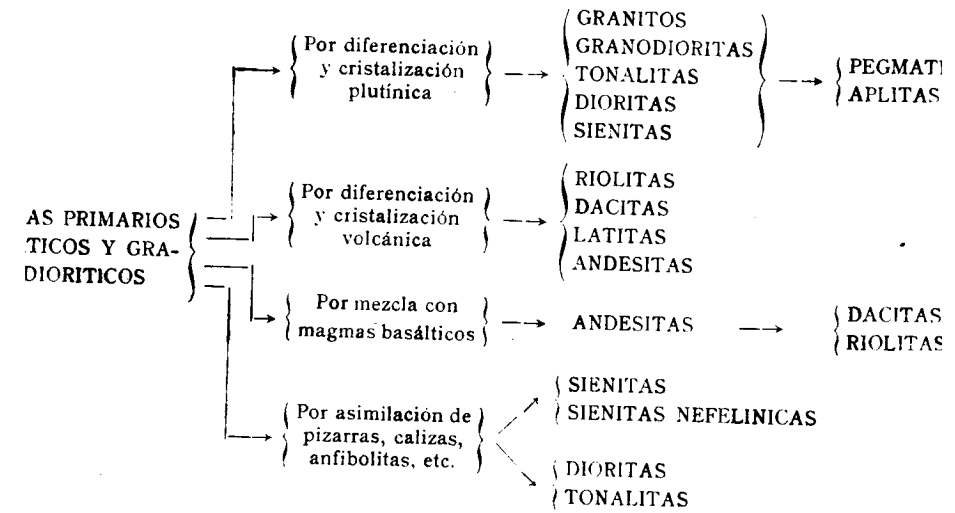 Por diferenciación
y cristalización
plutínica
GRANITOS
GRANODIORITAS
TONALITAS
DIORITAS
SIENITAS
PEGMATI
APLITAS
AS PRIMARIOS
TICOS Y GRA-
DIORITICOS
Por diferenciación
y cristalización
volcánica
RIOLITAS
DACITAS
LATITAS
ANDESITAS
Por mezcla con
magmas basálticos
ANDESITAS
DACITAS
RIOLITAS
Por asimilación de
pizarras, calizas,
anfibolitas, etc.
SIENITAS
SIENITAS NEFELINICAS
DIORITAS
TONALITAS